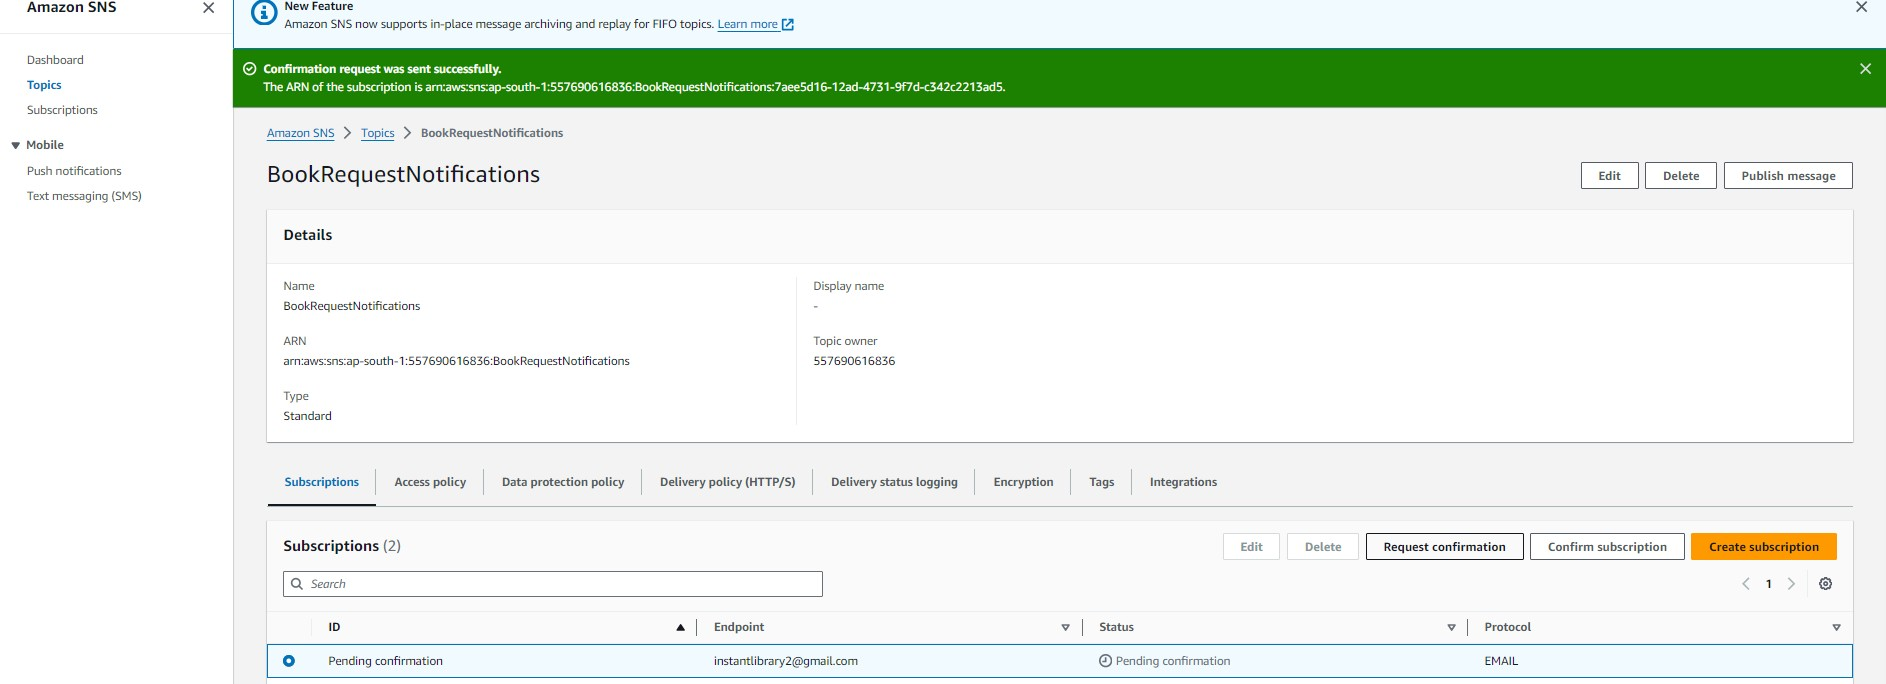 Amazon SNS
Dashboard
Topics
Subscriptions
Mobile
Push notifications
Text messaging (SMS)
New Feature
Amazon SNS now supports in-place message archiving and replay for FIFO topics. Learn more
Confirmation request was sent successfully.
The ARN of the subscription is arn:aws:sns:ap-south-1:557690616836:BookRequestNotifications:7aee5d16-12ad-4731-9f7d-c342c2213ad5.
Amazon SNS Topics BookRequestNotifications
BookRequestNotifications
Edit Delete Publish message
Details
Name
BookRequestNotifications
ARN
arn:aws:sns:ap-south-1:557690616836:BookRequestNotifications
Type
Standard
Display name
-
Topic owner
557690616836
Subscriptions Access policy Data protection policy Delivery policy (HTTP/S) Delivery status logging Encryption Tags Integrations
Subscriptions (2)
Edit Delete Request confirmation Confirm subscription Create subscription
Search
1
ID Endpoint Status Protocol
Pending confirmation instantlibrary2@gmail.com Pending confirmation EMAIL